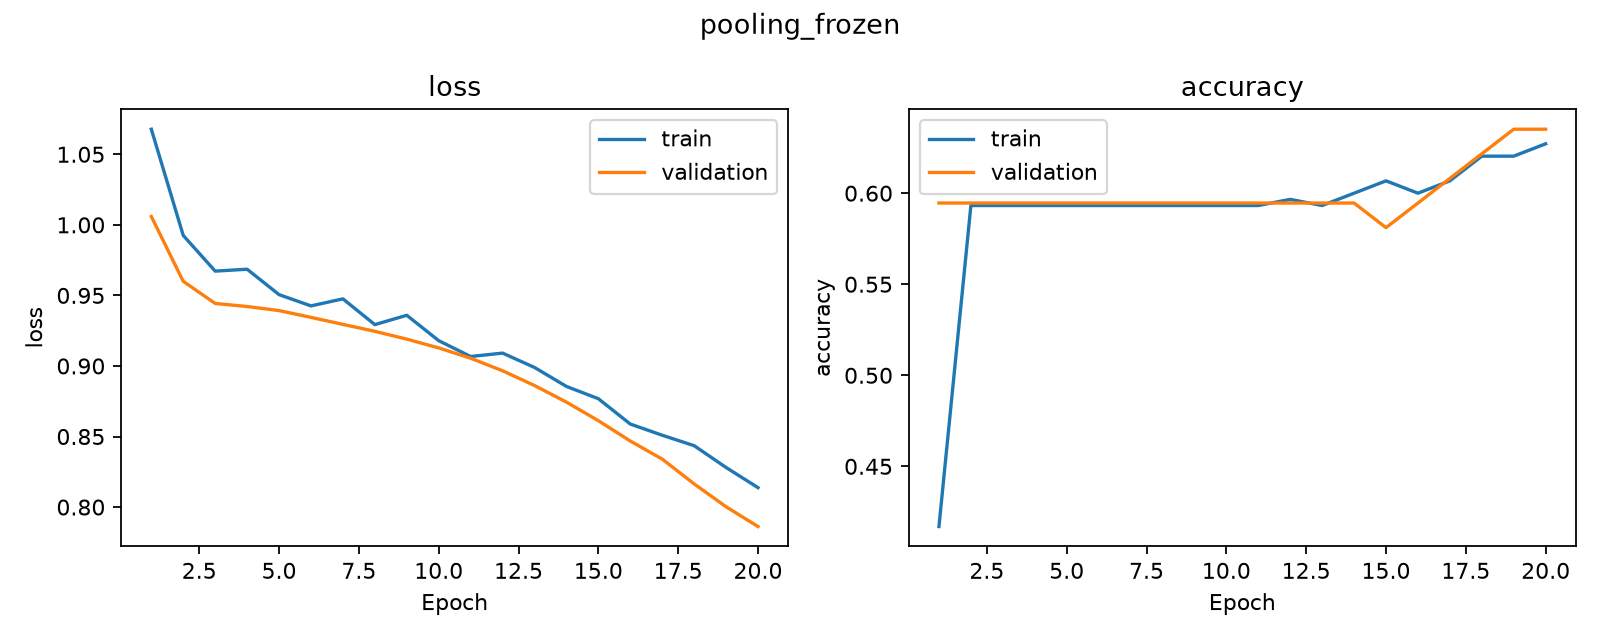 pooling_frozen
loss
train
validation
1.05
1.00
0.95
0.90
0.85
0.80
loss
2.5 5.0 7.5 10.0 12.5 15.0 17.5 20.0
Epoch
accuracy
train
validation
0.60
0.55
0.50
0.45
accuracy
2.5 5.0 7.5 10.0 12.5 15.0 17.5 20.0
Epoch